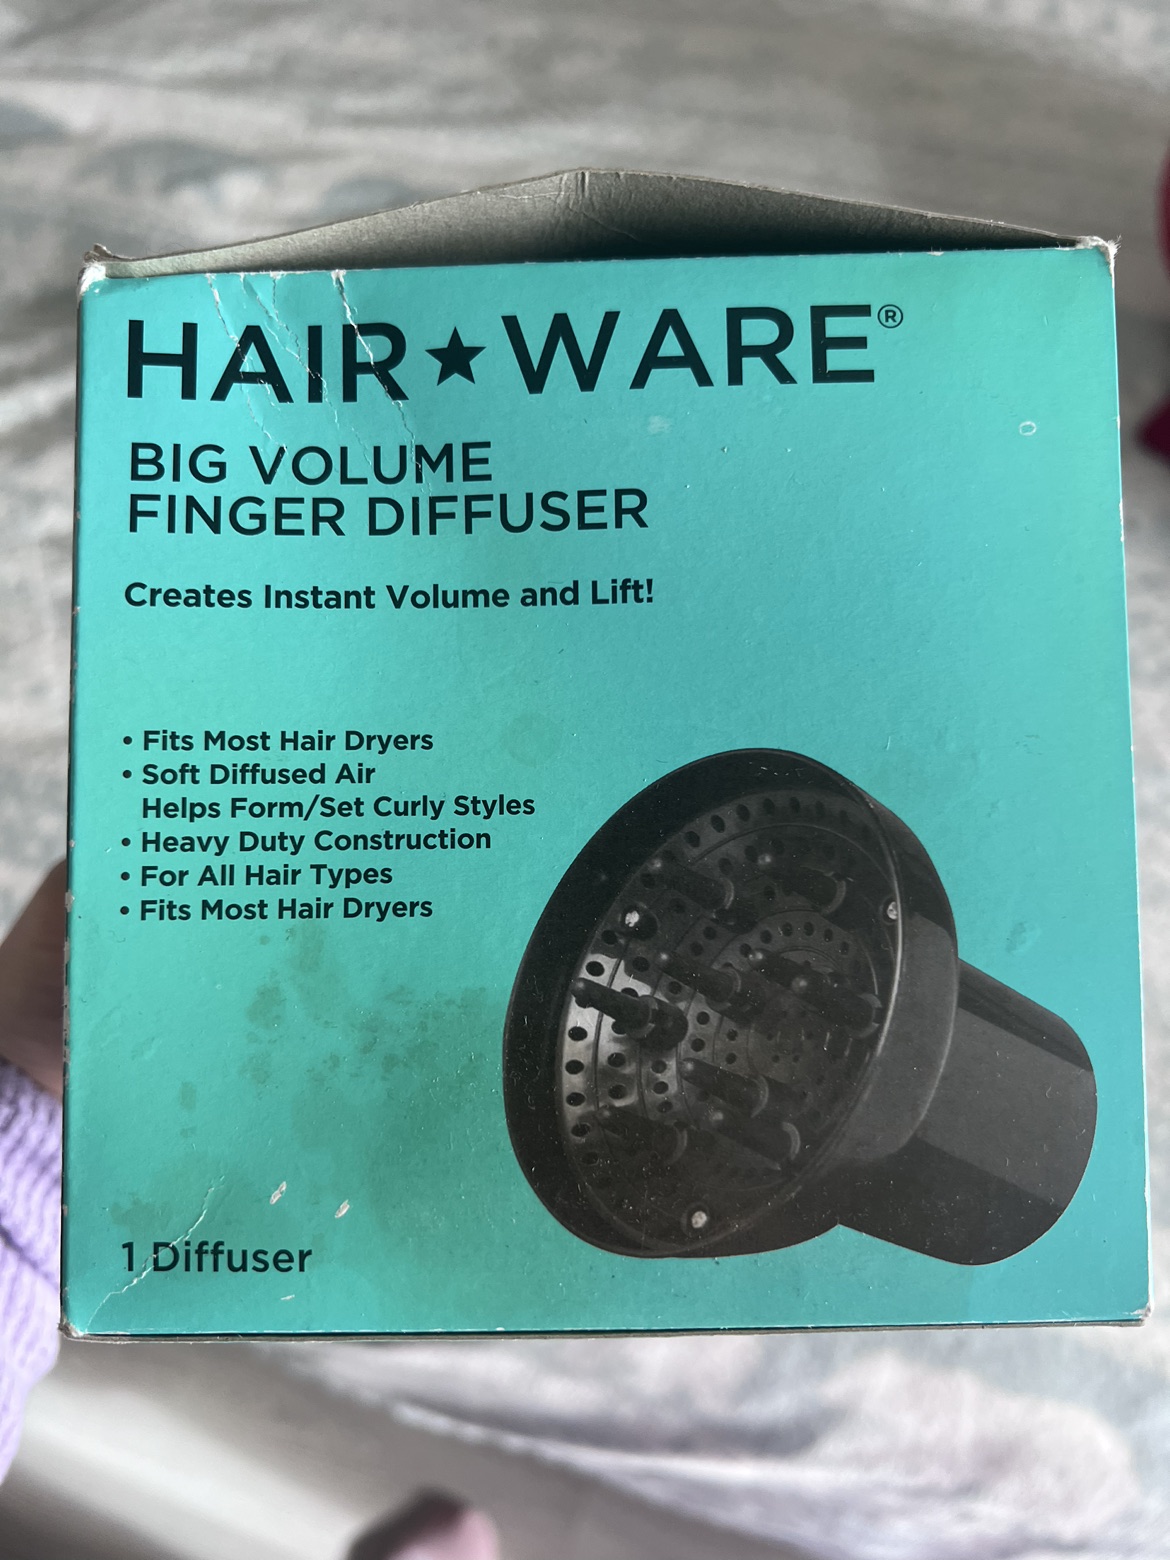 HAIR★WARE®
BIG VOLUME
FINGER DIFFUSER
Creates Instant Volume and Lift!
• Fits Most Hair Dryers
• Soft Diffused Air
Helps Form/Set Curly Styles
• Heavy Duty Construction
• For All Hair Types
• Fits Most Hair Dryers
1 Diffuser